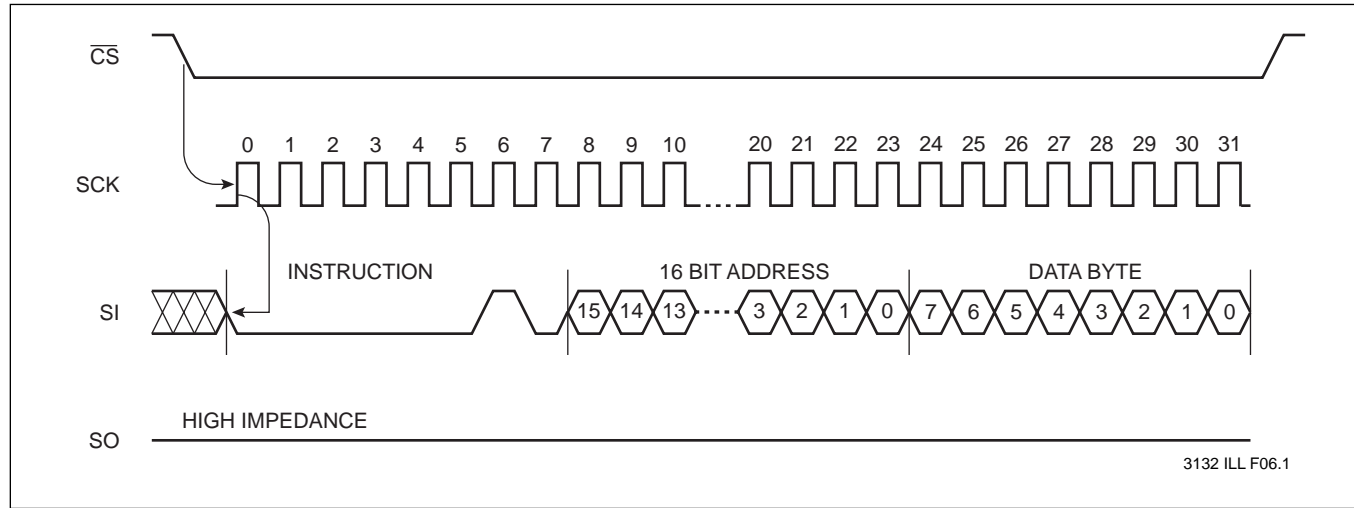 C̅S̅
0 1 2 3 4 5 6 7 8 9 10 20 21 22 23 24 25 26 27 28 29 30 31
SCK
INSTRUCTION 16 BIT ADDRESS DATA BYTE
SI 15 14 13 3 2 1 0 7 6 5 4 3 2 1 0
HIGH IMPEDANCE
SO
3132 ILL F06.1